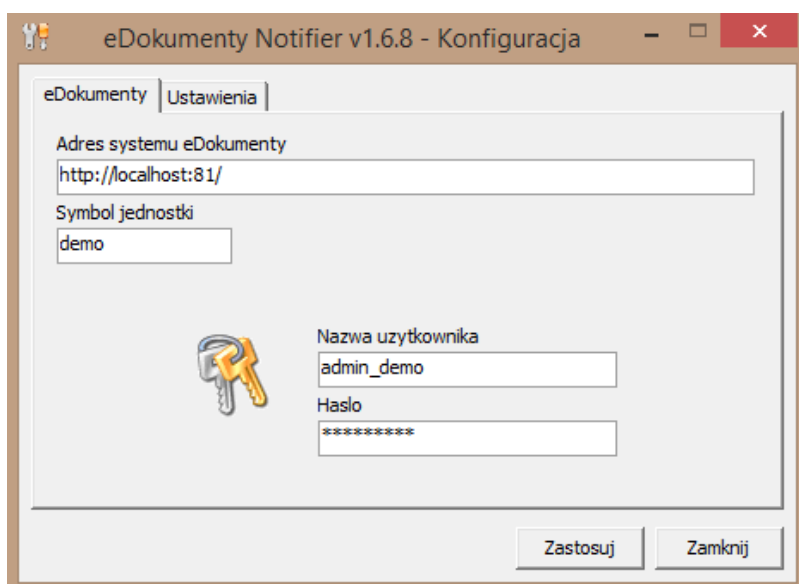 eDokumenty Notifier v1.6.8 - Konfiguracja
eDokumenty Ustawienia
Adres systemu eDokumenty
http://localhost:81/
Symbol jednostki
demo
Nazwa uzytkownika
admin_demo
Haslo
*********
Zastosuj Zamknij